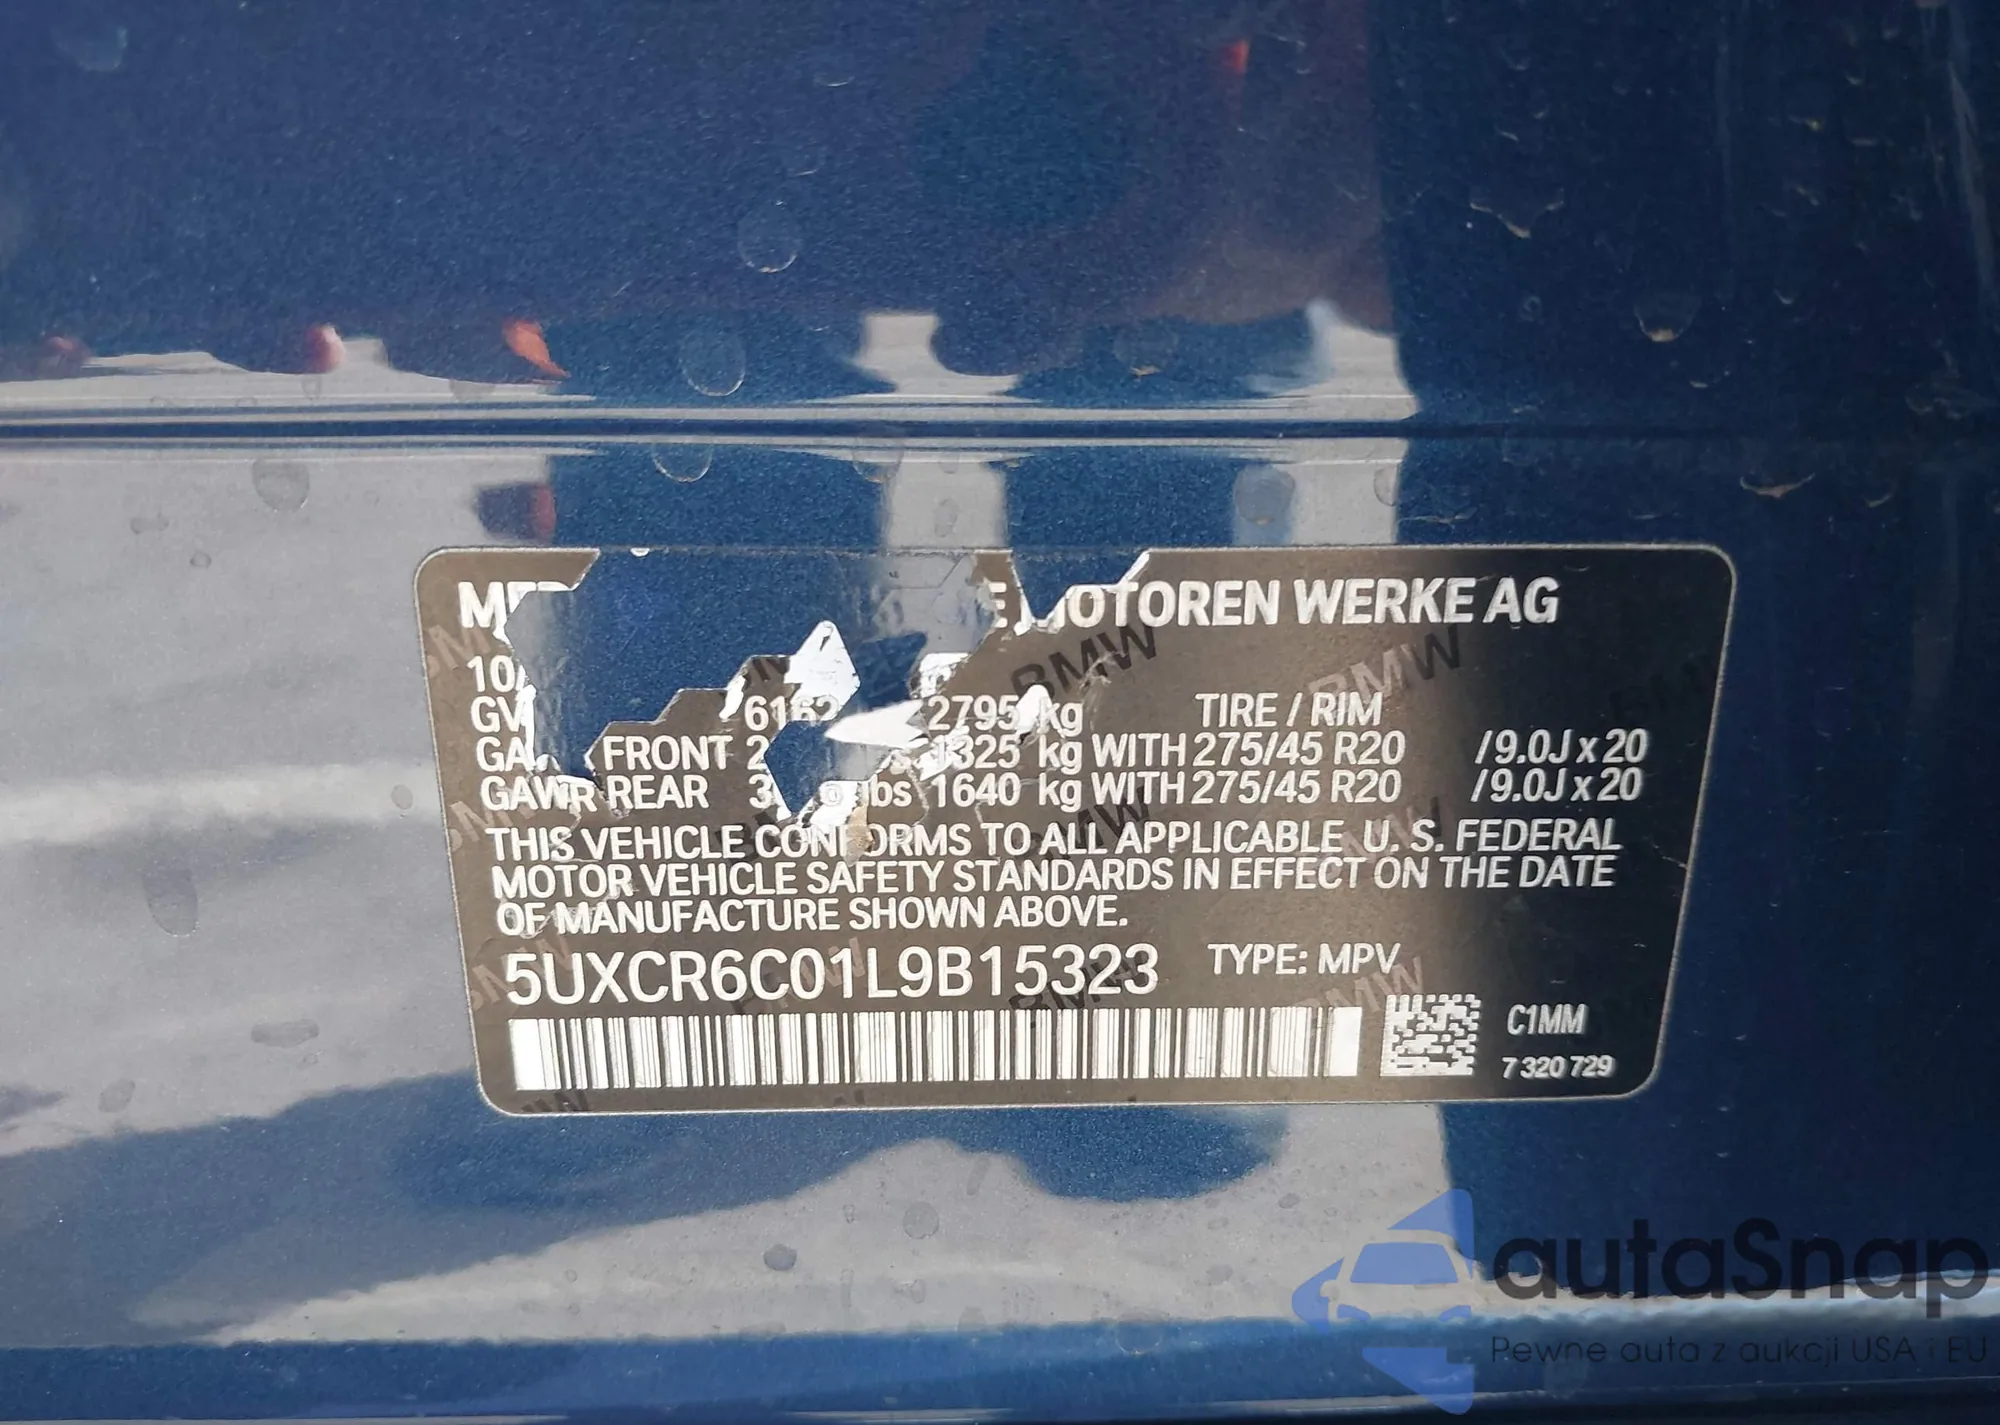 MOTOREN WERKE AG
10/
6162 2795 kg TIRE / RIM
FRONT 1325 kg WITH 275/45 R20 /9.0J x 20
GAWR REAR lbs 1640 kg WITH 275/45 R20 /9.0J x 20
THIS VEHICLE CONFORMS TO ALL APPLICABLE U. S. FEDERAL
MOTOR VEHICLE SAFETY STANDARDS IN EFFECT ON THE DATE
OF MANUFACTURE SHOWN ABOVE.
5UXCR6C01L9B15323 TYPE: MPV
C1MM
7 320 729
autaSnap
Pewne auta z aukcji USA i EU